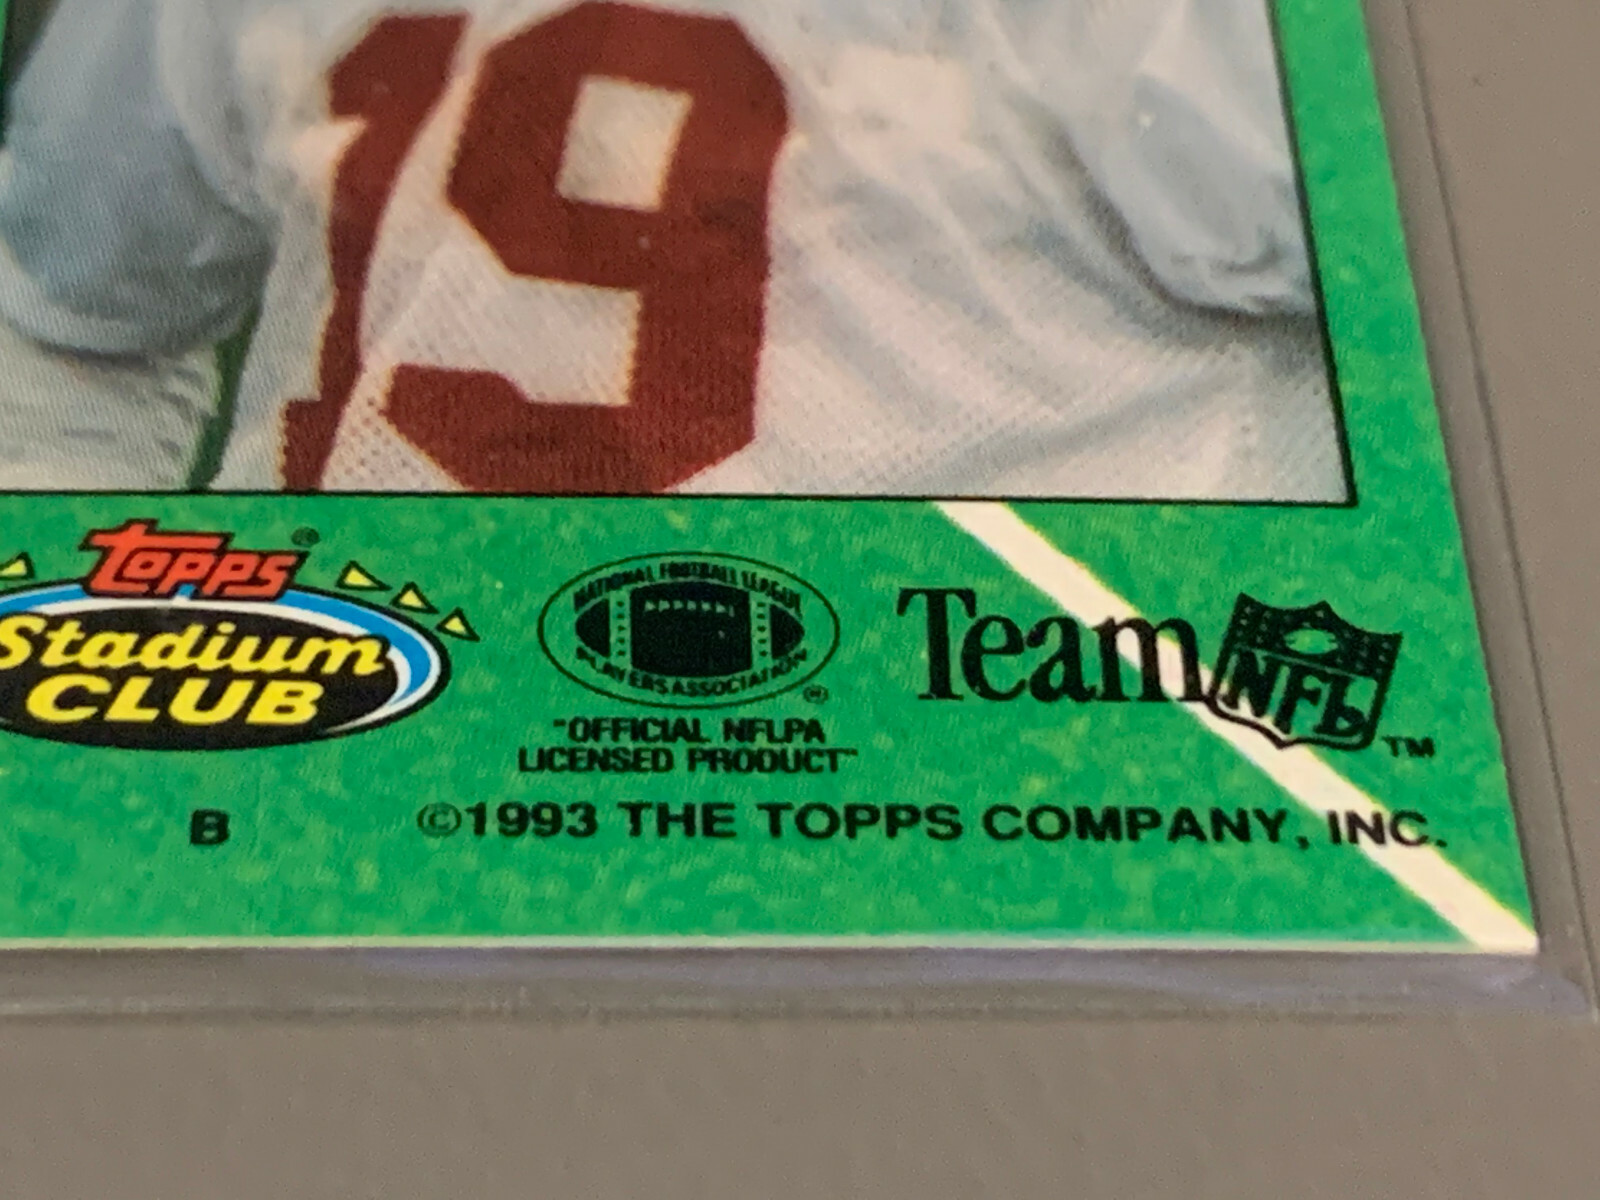 19
TOPPS®
Stadium
CLUB
NATIONAL FOOTBALL LEAGUE
PLAYERS ASSOCIATION
®
"OFFICIAL NFLPA
LICENSED PRODUCT"
Team NFL TM
B
©1993 THE TOPPS COMPANY, INC.